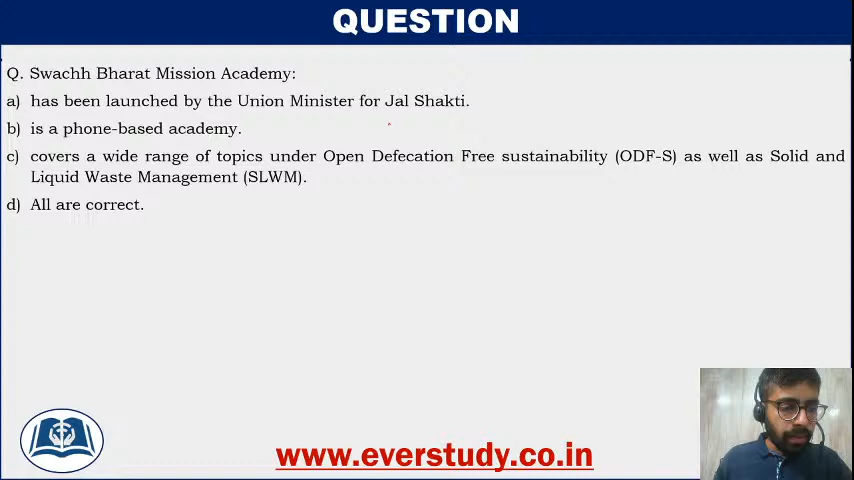 QUESTION
Q. Swachh Bharat Mission Academy:
a) has been launched by the Union Minister for Jal Shakti.
b) is a phone-based academy.
c) covers a wide range of topics under Open Defecation Free sustainability (ODF-S) as well as Solid and
Liquid Waste Management (SLWM).
d) All are correct.
www.everstudy.co.in